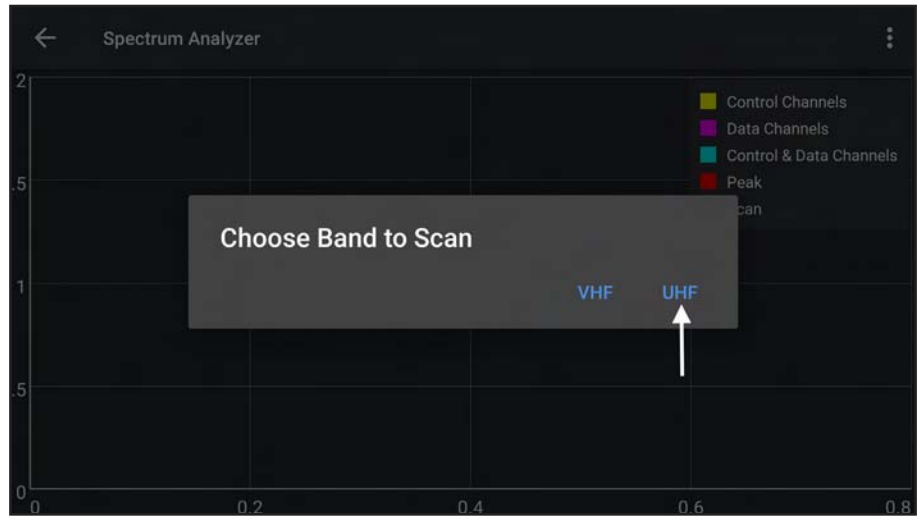 Spectrum Analyzer
2
Control Channels
Data Channels
Control & Data Channels
.5
Peak
can
Choose Band to Scan
1
VHF UHF
.5
0
0 0.2 0.4 0.6 0.8